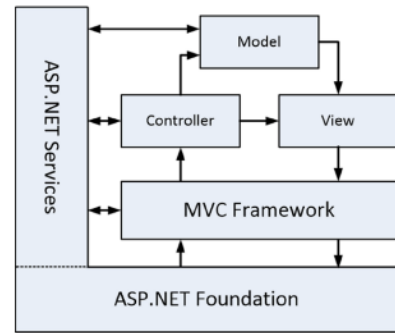 Model
ASP.NET Services
Controller
View
MVC Framework
ASP.NET Foundation